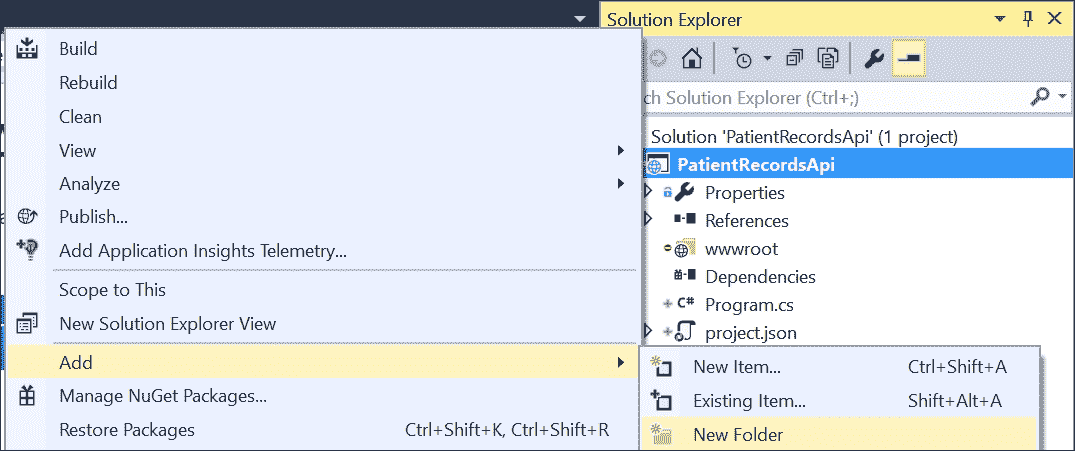 Solution Explorer
Build
Rebuild
Clean
View
Analyze
Publish...
Add Application Insights Telemetry...
Scope to This
New Solution Explorer View
Add
Manage NuGet Packages...
Restore Packages Ctrl+Shift+K, Ctrl+Shift+R
ch Solution Explorer (Ctrl+;)
Solution 'PatientRecordsApi' (1 project)
PatientRecordsApi
Properties
References
wwwroot
Dependencies
C# Program.cs
project.json
New Item... Ctrl+Shift+A
Existing Item... Shift+Alt+A
New Folder